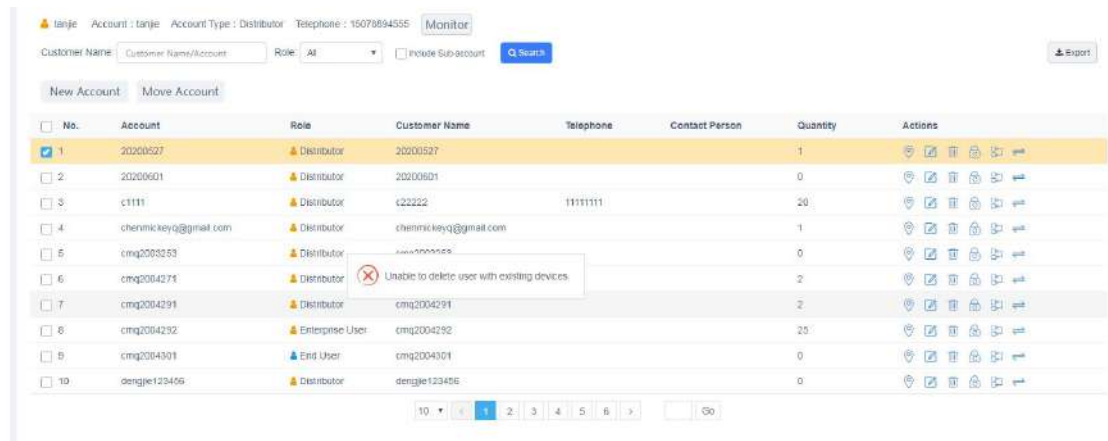 tanjie Account : tanjie Account Type : Distributor Telephone : 15078894555 Monitor
Customer Name: Customer Name/Account Role: All Include Sub-account Search Export
New Account Move Account
No. Account Role Customer Name Telephone Contact Person Quantity Actions
1 20200527 Distributor 20200527 1
2 20200601 Distributor 20200601 0
3 c1111 Distributor c22222 11111111 20
4 chenmickeyq@gmail.com Distributor chenmickeyq@gmail.com 1
5 cmq2003253 Distributor cmq2003253 0
Unable to delete user with existing devices
6 cmq2004271 Distributor 2
7 cmq2004291 Distributor cmq2004291 2
8 cmq2004292 Enterprise User cmq2004292 25
9 cmq2004301 End User cmq2004301 0
10 dengjie123456 Distributor dengjie123456 0
10 1 2 3 4 5 6 Go